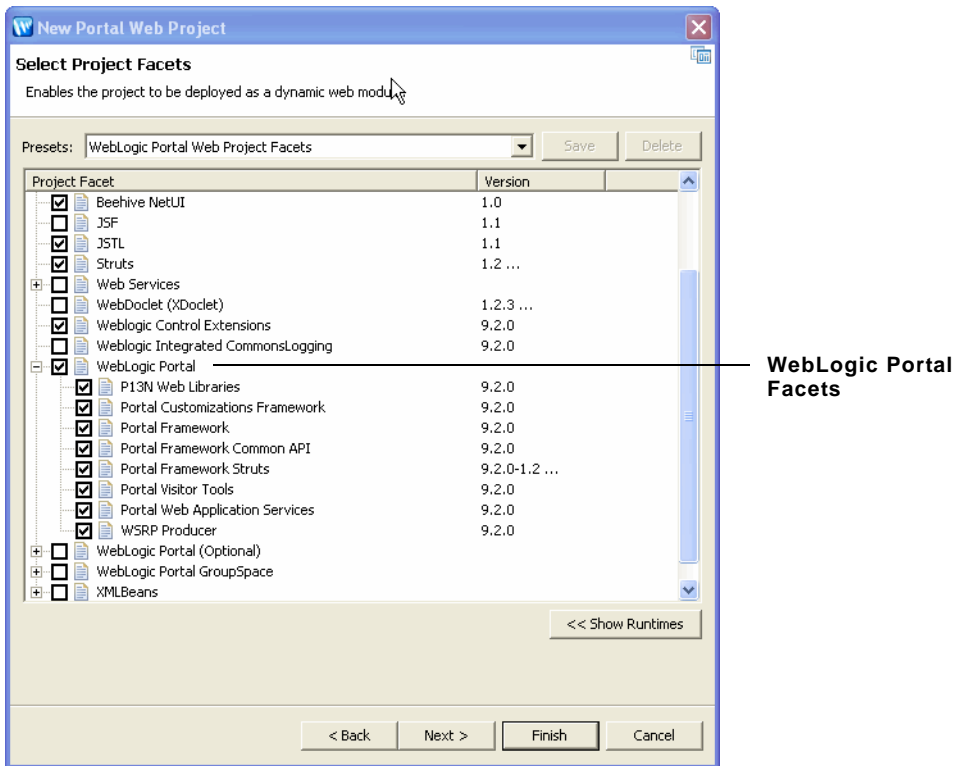 New Portal Web Project
Select Project Facets
Enables the project to be deployed as a dynamic web
Presets: WebLogic Portal Web Project Facets Save Delete
Project Facet Version
Beehive NetUI 1.0
JSF 1.1
JSTL 1.1
Struts 1.2 ...
Web Services
WebDoclet (XDoclet) 1.2.3 ...
Weblogic Control Extensions 9.2.0
Weblogic Integrated CommonsLogging 9.2.0
WebLogic Portal
P13N Web Libraries 9.2.0
Portal Customizations Framework 9.2.0
Portal Framework 9.2.0
Portal Framework Common API 9.2.0
Portal Framework Struts 9.2.0-1.2 ...
Portal Visitor Tools 9.2.0
Portal Web Application Services 9.2.0
WSRP Producer 9.2.0
WebLogic Portal (Optional)
WebLogic Portal GroupSpace
XMLBeans
<< Show Runtimes
< Back Next > Finish Cancel
WebLogic Portal
Facets